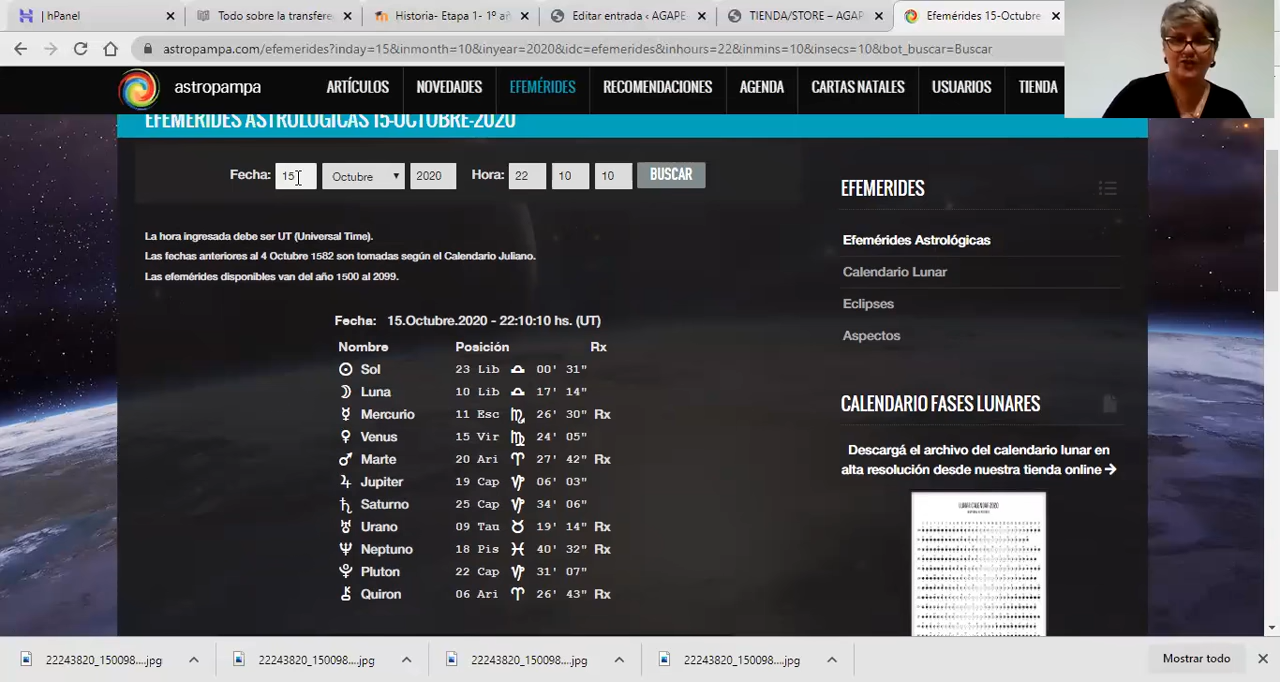 hPanel
Todo sobre la transfere
Historia- Etapa 1- 1º añ
Editar entrada ‹ AGAPE
TIENDA/STORE – AGAP
Efemérides 15-Octubre
astropampa.com/efemerides?inday=15&inmonth=10&inyear=2020&idc=efemerides&inhours=22&inmins=10&insecs=10&bot_buscar=Buscar
astropampa
ARTÍCULOS NOVEDADES EFEMÉRIDES RECOMENDACIONES AGENDA CARTAS NATALES USUARIOS TIENDA
EFEMÉRIDES ASTROLÓGICAS 15-OCTUBRE-2020
Fecha: 15 Octubre 2020 Hora: 22 10 10 BUSCAR
La hora ingresada debe ser UT (Universal Time).
Las fechas anteriores al 4 Octubre 1582 son tomadas según el Calendario Juliano.
Las efemérides disponibles van del año 1500 al 2099.
Fecha: 15.Octubre.2020 - 22:10:10 hs. (UT)
Nombre Posición Rx
☉ Sol 23 Lib ♎ 00' 31"
☽ Luna 10 Lib ♎ 17' 14"
☿ Mercurio 11 Esc ♏ 26' 30" Rx
♀ Venus 15 Vir ♍ 24' 05"
♂ Marte 20 Ari ♈ 27' 42" Rx
♃ Jupiter 19 Cap ♑ 06' 03"
♄ Saturno 25 Cap ♑ 34' 06"
♅ Urano 09 Tau ♉ 19' 14" Rx
♆ Neptuno 18 Pis ♓ 40' 32" Rx
Pluton 22 Cap ♑ 31' 07"
⚷ Quiron 06 Ari ♈ 26' 43" Rx
EFEMERIDES
Efemérides Astrológicas
Calendario Lunar
Eclipses
Aspectos
CALENDARIO FASES LUNARES
Descargá el archivo del calendario lunar en
alta resolución desde nuestra tienda online →
LUNAR CALENDAR 2020
22243820_150098....jpg
22243820_150098....jpg
22243820_150098....jpg
22243820_150098....jpg
Mostrar todo